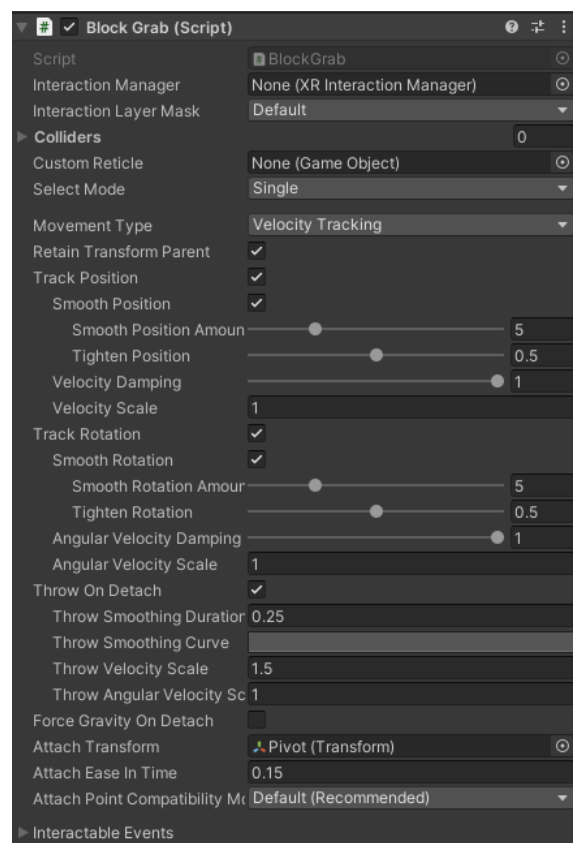 Block Grab (Script)
Script BlockGrab
Interaction Manager None (XR Interaction Manager)
Interaction Layer Mask Default
Colliders 0
Custom Reticle None (Game Object)
Select Mode Single
Movement Type Velocity Tracking
Retain Transform Parent
Track Position
Smooth Position
Smooth Position Amoun 5
Tighten Position 0.5
Velocity Damping 1
Velocity Scale 1
Track Rotation
Smooth Rotation
Smooth Rotation Amour 5
Tighten Rotation 0.5
Angular Velocity Damping 1
Angular Velocity Scale 1
Throw On Detach
Throw Smoothing Duration 0.25
Throw Smoothing Curve
Throw Velocity Scale 1.5
Throw Angular Velocity Sc 1
Force Gravity On Detach
Attach Transform Pivot (Transform)
Attach Ease In Time 0.15
Attach Point Compatibility Mo Default (Recommended)
Interactable Events